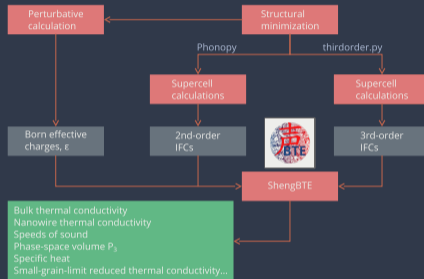 Perturbative
calculation
Structural
minimization
Phonopy
thirdorder.py
Supercell
calculations
Supercell
calculations
Born effective
charges, ε
2nd-order
IFCs
声
BTE
3rd-order
IFCs
ShengBTE
Bulk thermal conductivity
Nanowire thermal conductivity
Speeds of sound
Phase-space volume P₃
Specific heat
Small-grain-limit reduced thermal conductivity...